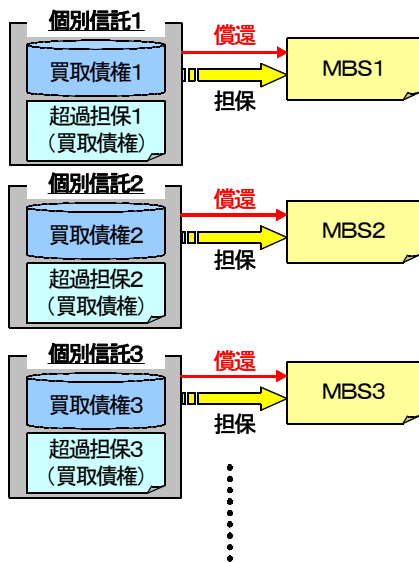 個別信託1
償還
買取債権1
MBS1
担保
超過担保1
(買取債権)
個別信託2
償還
買取債権2
MBS2
担保
超過担保2
(買取債権)
個別信託3
償還
買取債権3
MBS3
担保
超過担保3
(買取債権)